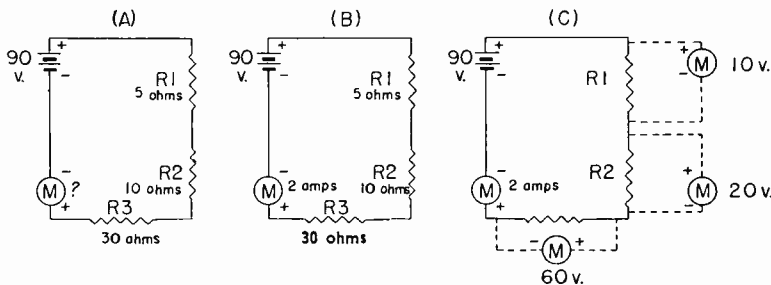 (A)
(B)
(C)
90 v.
+
-
R1
5 ohms
R2
10 ohms
-
M ?
+
R3
30 ohms
90 v.
+
-
R1
5 ohms
R2
10 ohms
-
M 2 amps
+
R3
30 ohms
90 v.
+
-
R1
+
-
M 10 v.
R2
+
-
M 20 v.
-
M 2 amps
+
- M +
60 v.